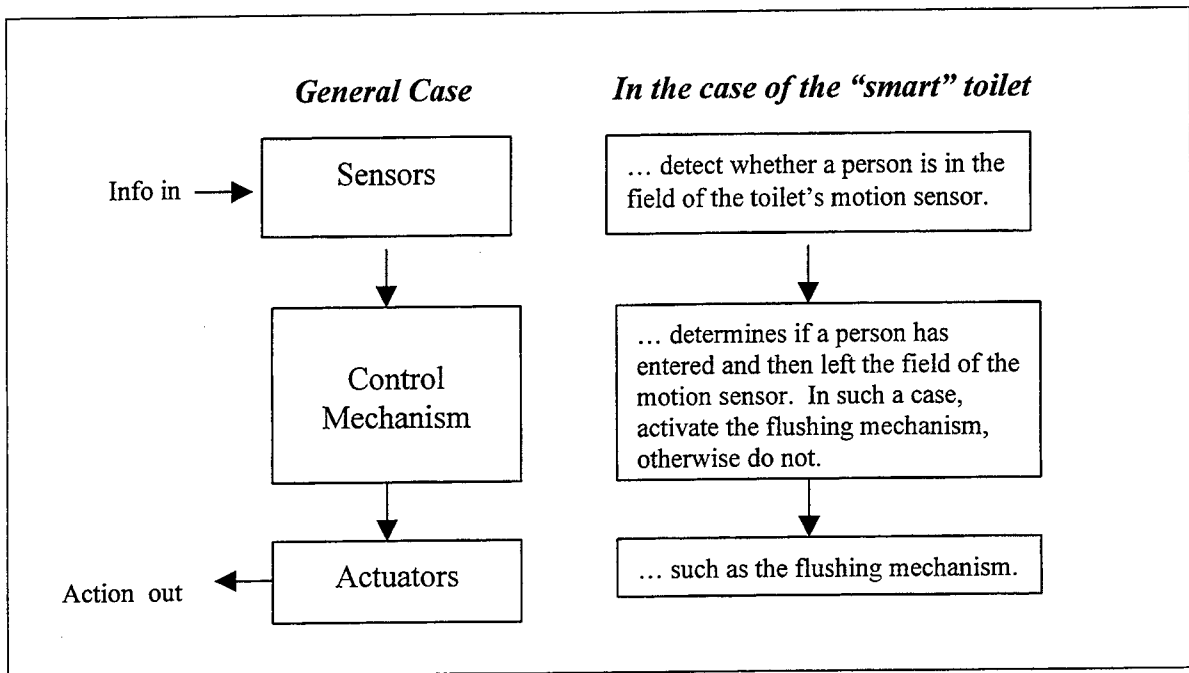 General Case
In the case of the “smart” toilet
Info in
Sensors
… detect whether a person is in the
field of the toilet's motion sensor.
Control
Mechanism
… determines if a person has
entered and then left the field of the
motion sensor. In such a case,
activate the flushing mechanism,
otherwise do not.
Action out
Actuators
… such as the flushing mechanism.